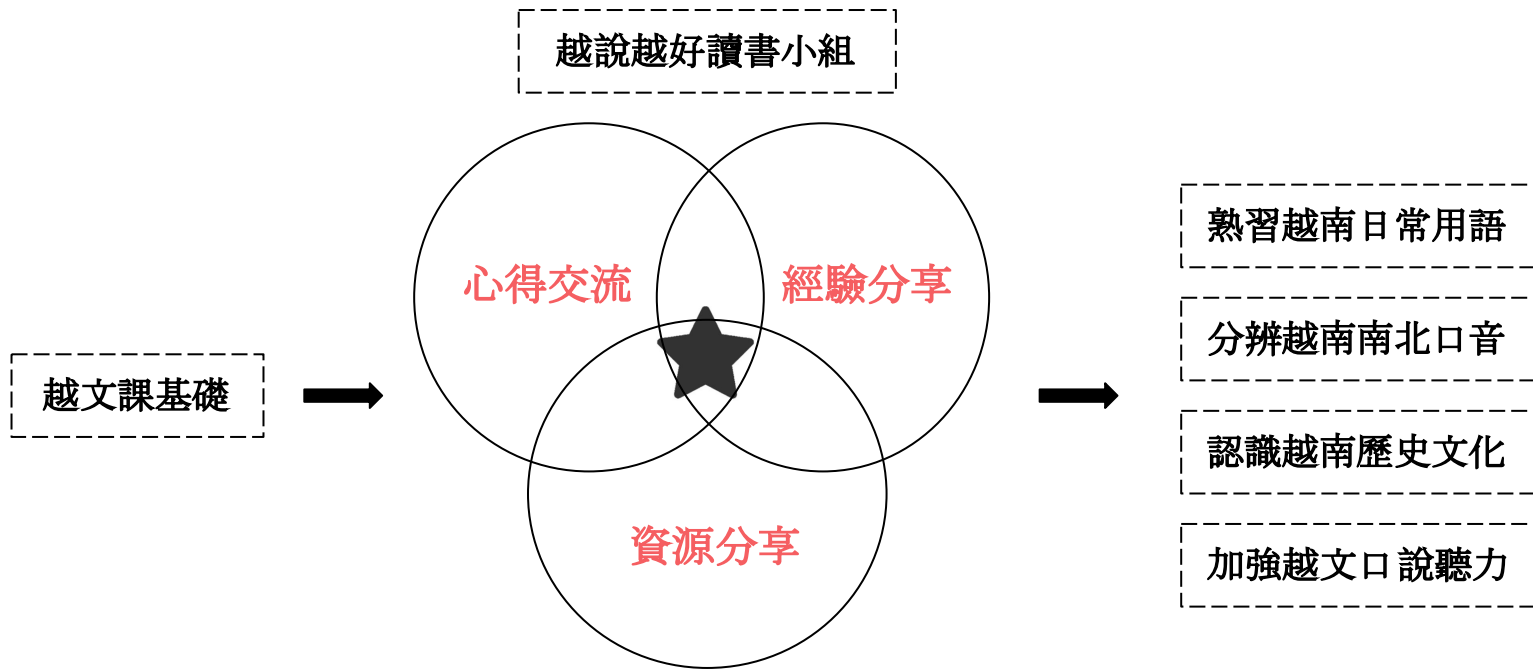 越說越好讀書小組
心得交流
經驗分享
資源分享
越文課基礎
熟習越南日常用語
分辨越南南北口音
認識越南歷史文化
加強越文口說聽力